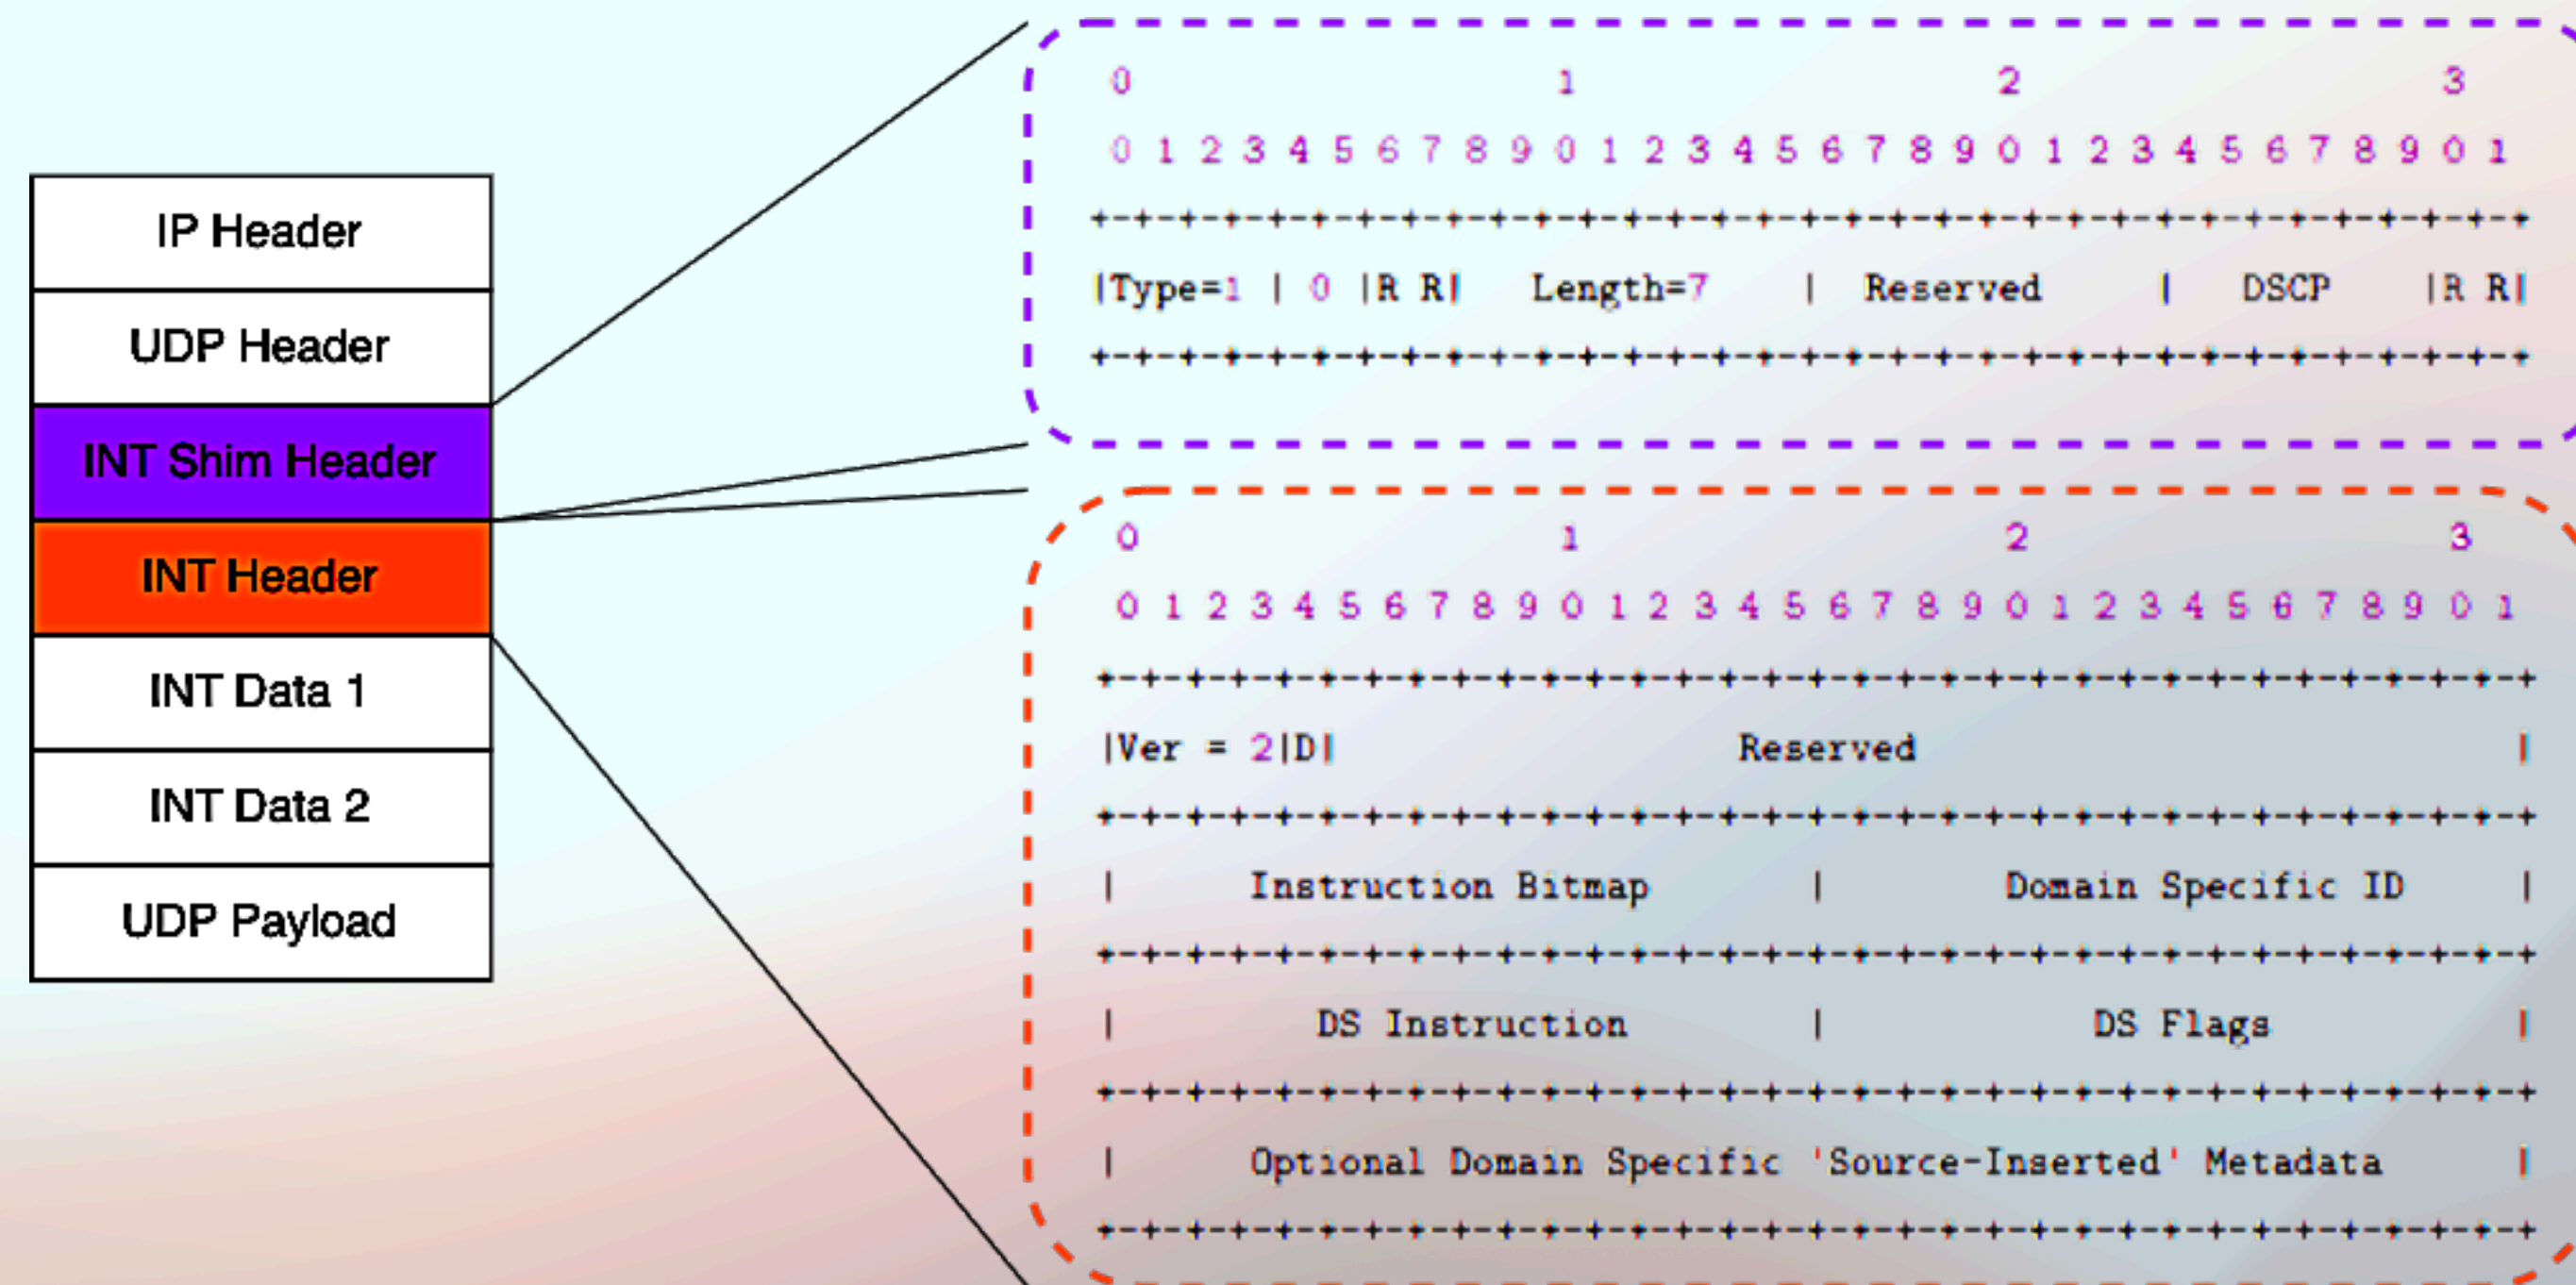 IP Header
UDP Header
INT Shim Header
INT Header
INT Data 1
INT Data 2
UDP Payload
0 1 2 3
0 1 2 3 4 5 6 7 8 9 0 1 2 3 4 5 6 7 8 9 0 1 2 3 4 5 6 7 8 9 0 1
+-+-+-+-+-+-+-+-+-+-+-+-+-+-+-+-+-+-+-+-+-+-+-+-+-+-+-+-+-+-+-+-+
|Type=1 | 0 |R R| Length=7 | Reserved | DSCP |R R|
+-+-+-+-+-+-+-+-+-+-+-+-+-+-+-+-+-+-+-+-+-+-+-+-+-+-+-+-+-+-+-+-+
0 1 2 3
0 1 2 3 4 5 6 7 8 9 0 1 2 3 4 5 6 7 8 9 0 1 2 3 4 5 6 7 8 9 0 1
+-+-+-+-+-+-+-+-+-+-+-+-+-+-+-+-+-+-+-+-+-+-+-+-+-+-+-+-+-+-+-+-+
|Ver = 2|D| Reserved |
+-+-+-+-+-+-+-+-+-+-+-+-+-+-+-+-+-+-+-+-+-+-+-+-+-+-+-+-+-+-+-+-+
| Instruction Bitmap | Domain Specific ID |
+-+-+-+-+-+-+-+-+-+-+-+-+-+-+-+-+-+-+-+-+-+-+-+-+-+-+-+-+-+-+-+-+
| DS Instruction | DS Flags |
+-+-+-+-+-+-+-+-+-+-+-+-+-+-+-+-+-+-+-+-+-+-+-+-+-+-+-+-+-+-+-+-+
| Optional Domain Specific 'Source-Inserted' Metadata |
+-+-+-+-+-+-+-+-+-+-+-+-+-+-+-+-+-+-+-+-+-+-+-+-+-+-+-+-+-+-+-+-+